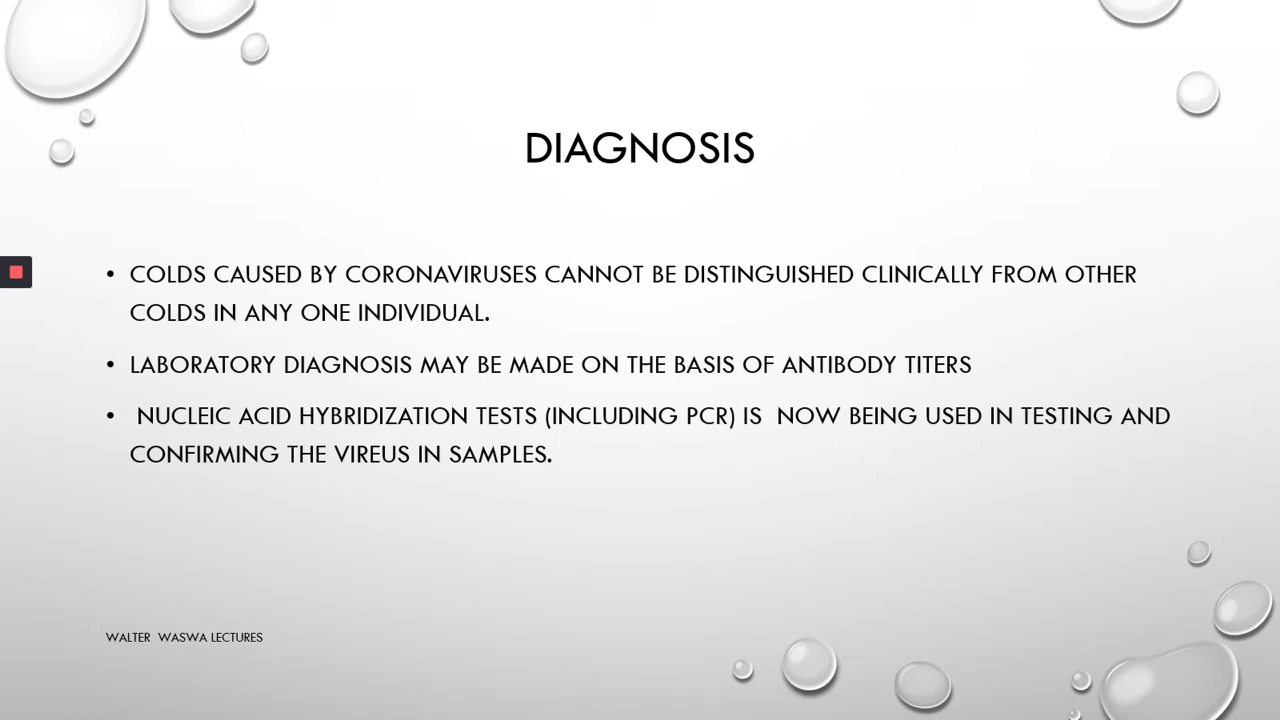 DIAGNOSIS
• COLDS CAUSED BY CORONAVIRUSES CANNOT BE DISTINGUISHED CLINICALLY FROM OTHER
COLDS IN ANY ONE INDIVIDUAL.
• LABORATORY DIAGNOSIS MAY BE MADE ON THE BASIS OF ANTIBODY TITERS
• NUCLEIC ACID HYBRIDIZATION TESTS (INCLUDING PCR) IS NOW BEING USED IN TESTING AND
CONFIRMING THE VIREUS IN SAMPLES.
WALTER WASWA LECTURES